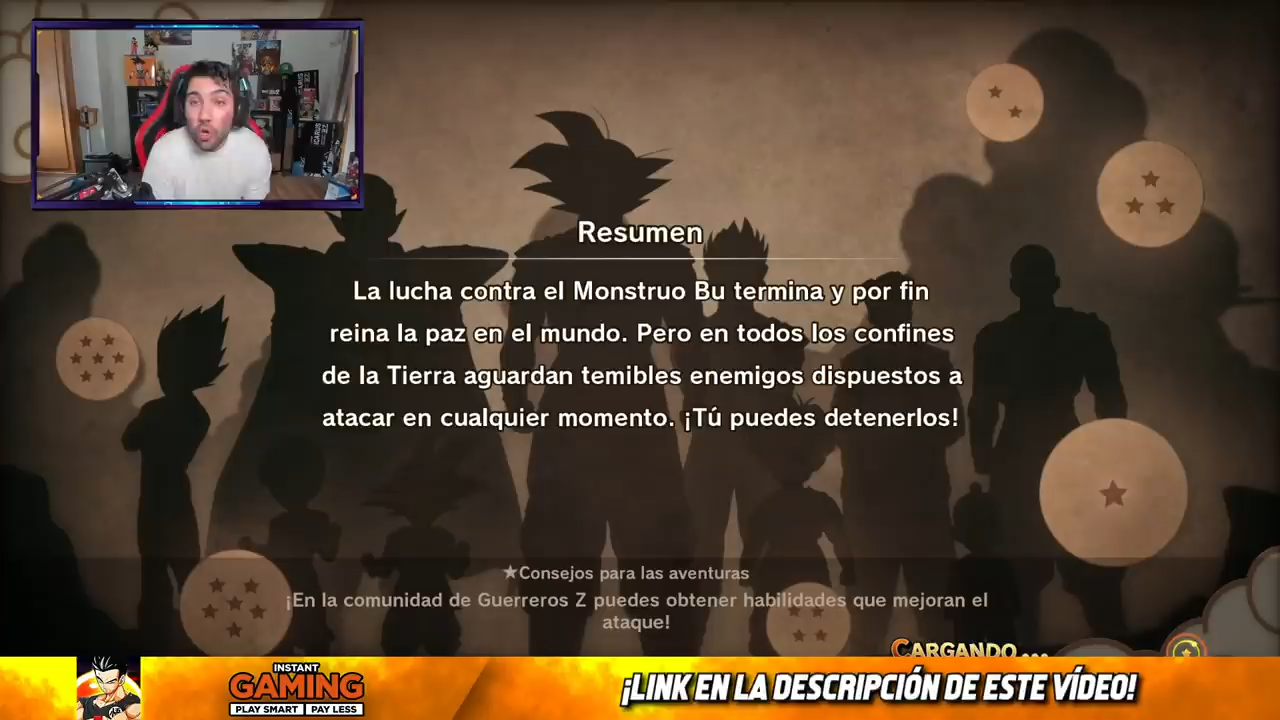 Resumen
La lucha contra el Monstruo Bu termina y por fin
reina la paz en el mundo. Pero en todos los confines
de la Tierra aguardan temibles enemigos dispuestos a
atacar en cualquier momento. ¡Tú puedes detenerlos!
★Consejos para las aventuras
¡En la comunidad de Guerreros Z puedes obtener habilidades que mejoran el
ataque!
CARGANDO...
INSTANT
GAMING
PLAY SMART | PAY LESS
¡LINK EN LA DESCRIPCIÓN DE ESTE VÍDEO!